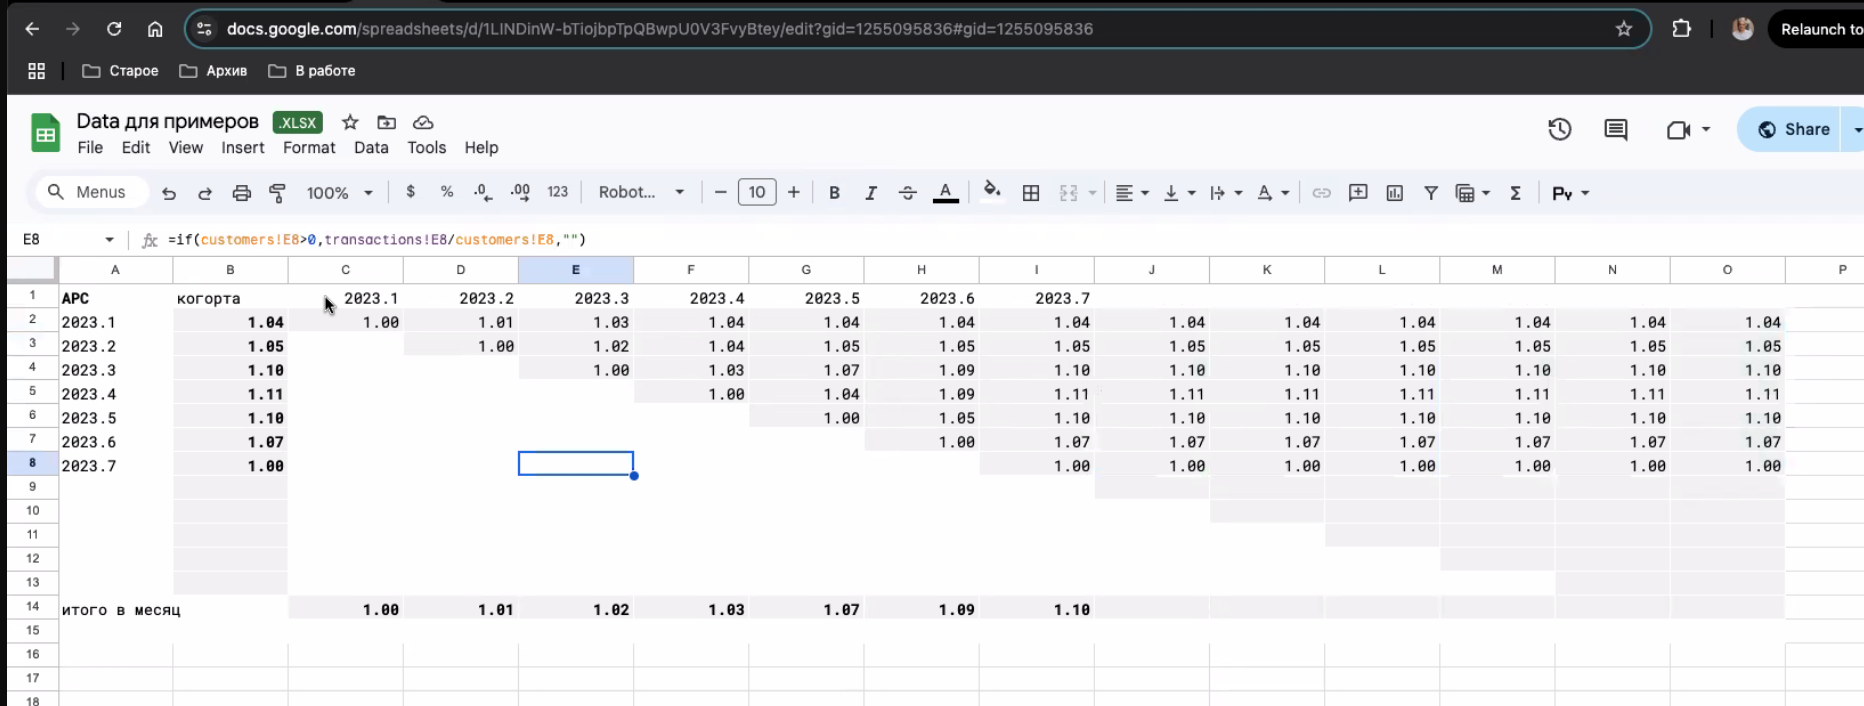 docs.google.com/spreadsheets/d/1LINDinW-bTiojbpTpQBwpU0V3FvyBtey/edit?gid=1255095836#gid=1255095836
Relaunch to
Старое Архив В работе
Data для примеров .XLSX
File Edit View Insert Format Data Tools Help
Share
Menus 100% $ % .0 .00 123 Robot... 10 B I A Σ Py
E8 fx =if(customers!E8>0,transactions!E8/customers!E8,"")
A B C D E F G H I J K L M N O P
1 APC когорта 2023.1 2023.2 2023.3 2023.4 2023.5 2023.6 2023.7
2 2023.1 1.04 1.00 1.01 1.03 1.04 1.04 1.04 1.04 1.04 1.04 1.04 1.04 1.04 1.04
3 2023.2 1.05 1.00 1.02 1.04 1.05 1.05 1.05 1.05 1.05 1.05 1.05 1.05 1.05
4 2023.3 1.10 1.00 1.03 1.07 1.09 1.10 1.10 1.10 1.10 1.10 1.10 1.10
5 2023.4 1.11 1.00 1.04 1.09 1.11 1.11 1.11 1.11 1.11 1.11 1.11
6 2023.5 1.10 1.00 1.05 1.10 1.10 1.10 1.10 1.10 1.10 1.10
7 2023.6 1.07 1.00 1.07 1.07 1.07 1.07 1.07 1.07 1.07
8 2023.7 1.00 1.00 1.00 1.00 1.00 1.00 1.00 1.00
9
10
11
12
13
14 итого в месяц 1.00 1.01 1.02 1.03 1.07 1.09 1.10
15
16
17
18